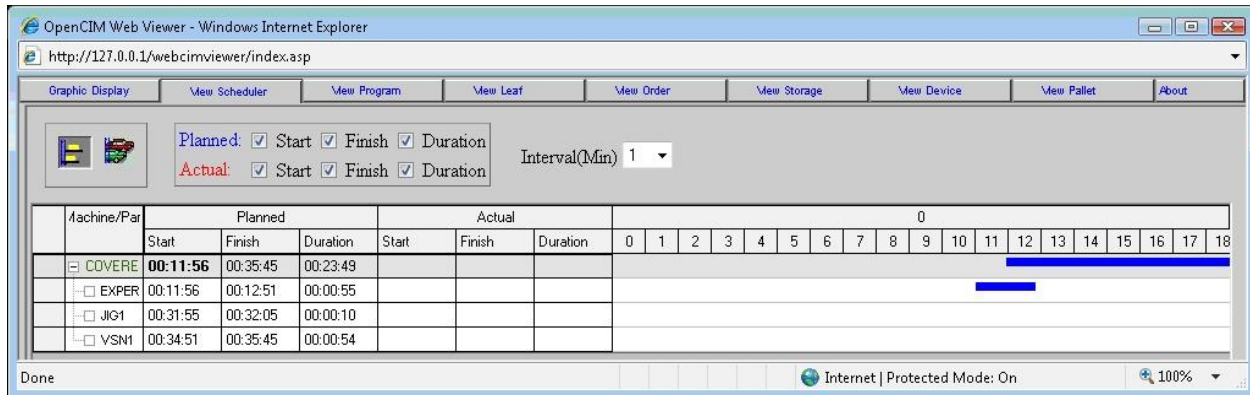 OpenCIM Web Viewer - Windows Internet Explorer
http://127.0.0.1/webcimviewer/index.asp
Graphic Display View Scheduler View Program View Leaf View Order View Storage View Device View Pallet About
Planned: Start Finish Duration
Interval(Min) 1
Actual: Start Finish Duration
Machine/Par Planned Actual 0
Start Finish Duration Start Finish Duration 0 1 2 3 4 5 6 7 8 9 10 11 12 13 14 15 16 17 18
COVERE 00:11:56 00:35:45 00:23:49
EXPER 00:11:56 00:12:51 00:00:55
JIG1 00:31:55 00:32:05 00:00:10
VSN1 00:34:51 00:35:45 00:00:54
Done Internet | Protected Mode: On 100%